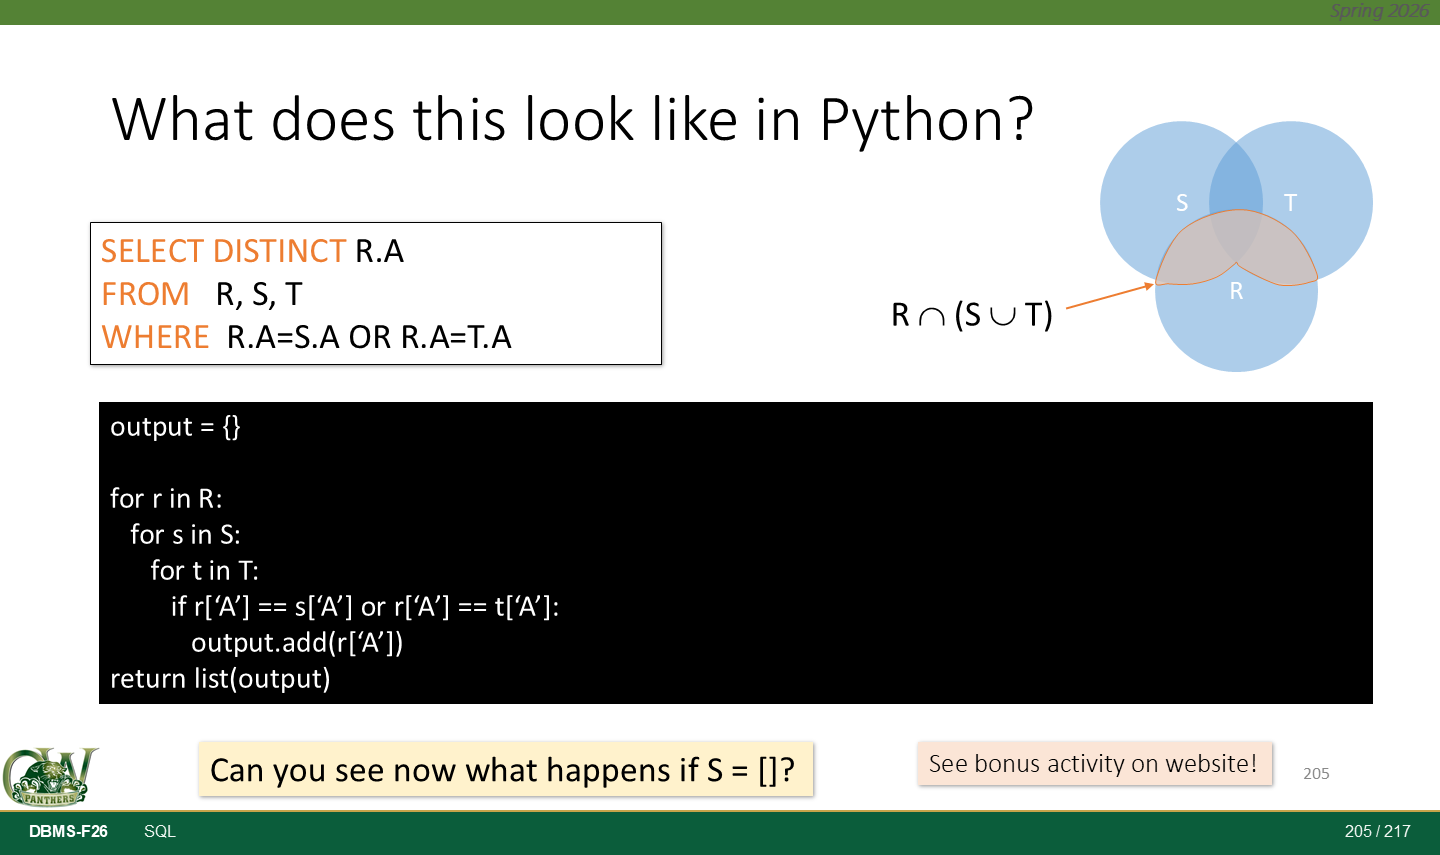 Spring 2026
What does this look like in Python?
SELECT DISTINCT R.A
FROM R, S, T
WHERE R.A=S.A OR R.A=T.A
S
T
R
R ∩ (S ∪ T)
output = {}
for r in R:
for s in S:
for t in T:
if r[‘A’] == s[‘A’] or r[‘A’] == t[‘A’]:
output.add(r[‘A’])
return list(output)
Can you see now what happens if S = []?
See bonus activity on website!
205
OW
PANTHERS
DBMS-F26 SQL 205 / 217